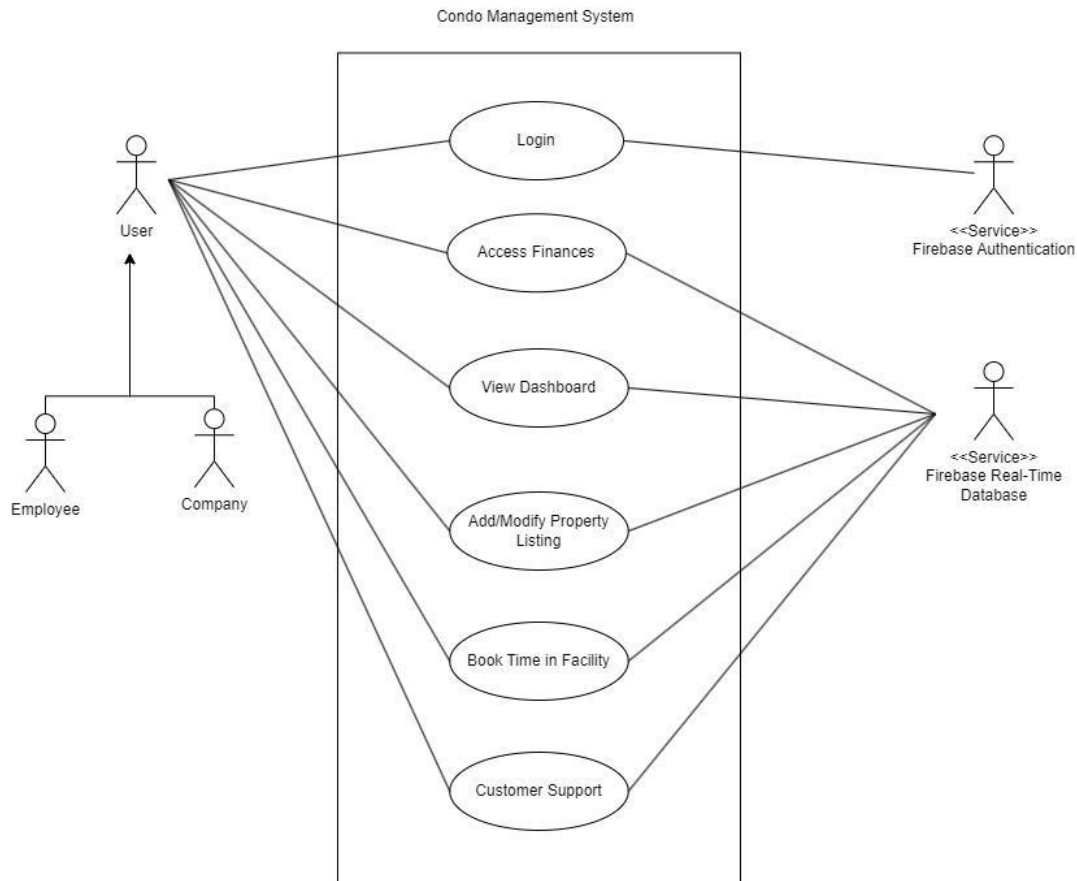 Condo Management System
Login
User
<<Service>>
Firebase Authentication
Access Finances
View Dashboard
<<Service>>
Firebase Real-Time
Database
Employee
Company
Add/Modify Property
Listing
Book Time in Facility
Customer Support